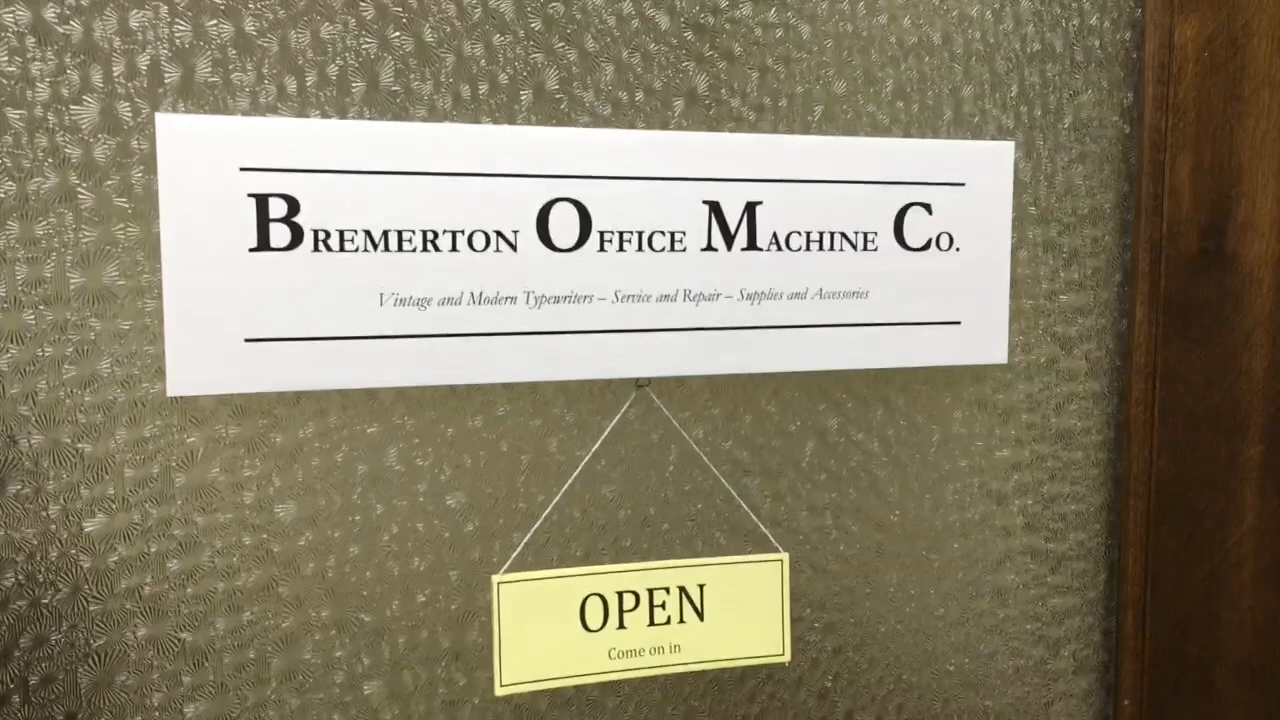 BREMERTON OFFICE MACHINE CO.
Vintage and Modern Typewriters – Service and Repair – Supplies and Accessories
OPEN
Come on in